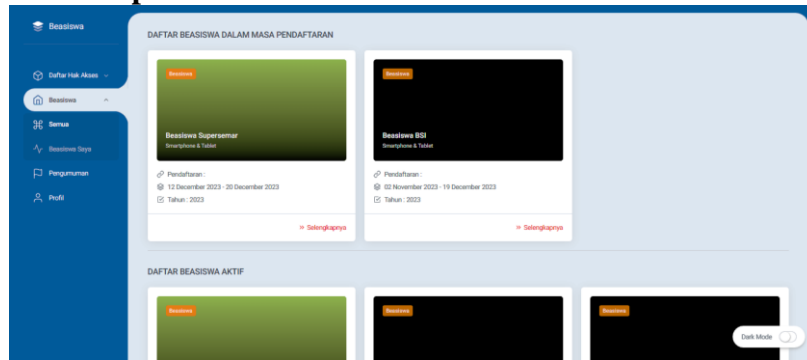 Beasiswa
Daftar Hak Akses
Beasiswa
Semua
Beasiswa Saya
Pengumuman
Profil
DAFTAR BEASISWA DALAM MASA PENDAFTARAN
Beasiswa
Beasiswa Supersemar
Smartphone & Tablet
Pendaftaran :
12 December 2023 - 20 December 2023
Tahun : 2023
Selengkapnya
Beasiswa
Beasiswa BSI
Smartphone & Tablet
Pendaftaran :
02 November 2023 - 19 December 2023
Tahun : 2023
Selengkapnya
DAFTAR BEASISWA AKTIF
Beasiswa
Beasiswa
Beasiswa
Dark Mode